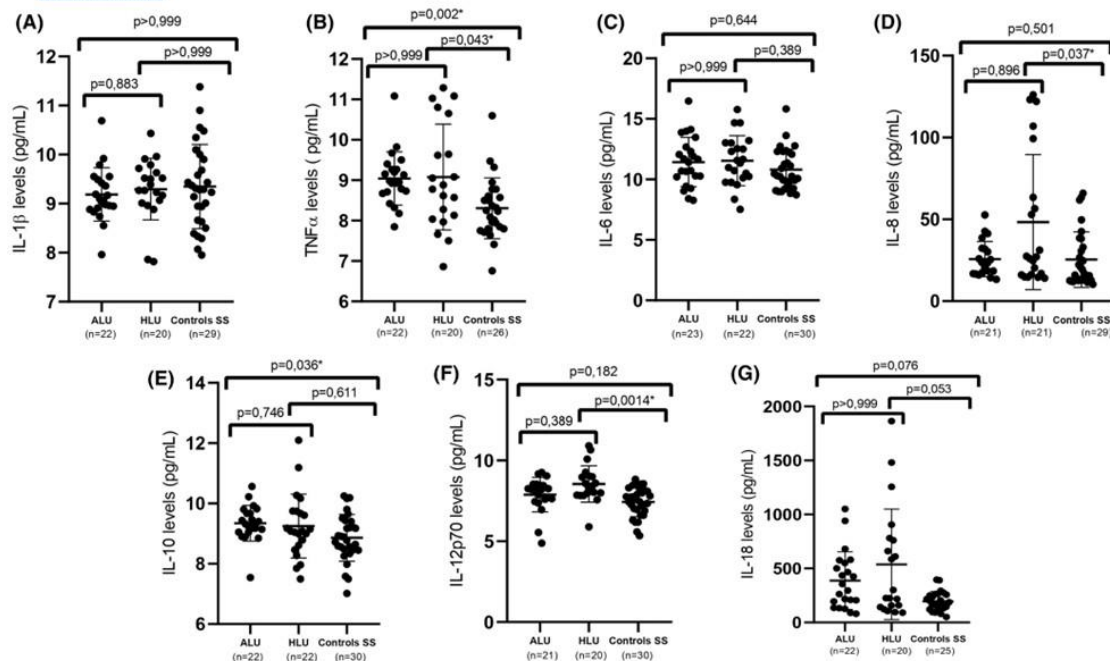 (A)
p>0,999
p>0,999
p=0,883
IL-1β levels (pg/mL)
12
11
10
9
8
7
ALU
HLU
Controls SS
(n=22)
(n=20)
(n=29)
(B)
p=0,002*
p=0,043*
p>0,999
TNFα levels ( pg/mL)
12
11
10
9
8
7
6
ALU
HLU
Controls SS
(n=22)
(n=20)
(n=26)
(C)
p=0,644
p=0,389
p>0,999
IL-6 levels (pg/mL)
20
15
10
5
0
ALU
HLU
Controls SS
(n=23)
(n=22)
(n=30)
(D)
p=0,501
p=0,037*
p=0,896
IL-8 levels (pg/mL)
150
100
50
0
ALU
HLU
Controls SS
(n=21)
(n=21)
(n=29)
(E)
p=0,036*
p=0,611
p=0,746
IL-10 levels (pg/mL)
14
12
10
8
6
ALU
HLU
Controls SS
(n=22)
(n=22)
(n=30)
(F)
p=0,182
p=0,0014*
p=0,389
IL-12p70 levels (pg/mL)
15
10
5
0
ALU
HLU
Controls SS
(n=21)
(n=20)
(n=30)
(G)
p=0,076
p=0,053
p>0,999
IL-18 levels (pg/mL)
2000
1500
1000
500
0
ALU
HLU
Controls SS
(n=22)
(n=20)
(n=25)